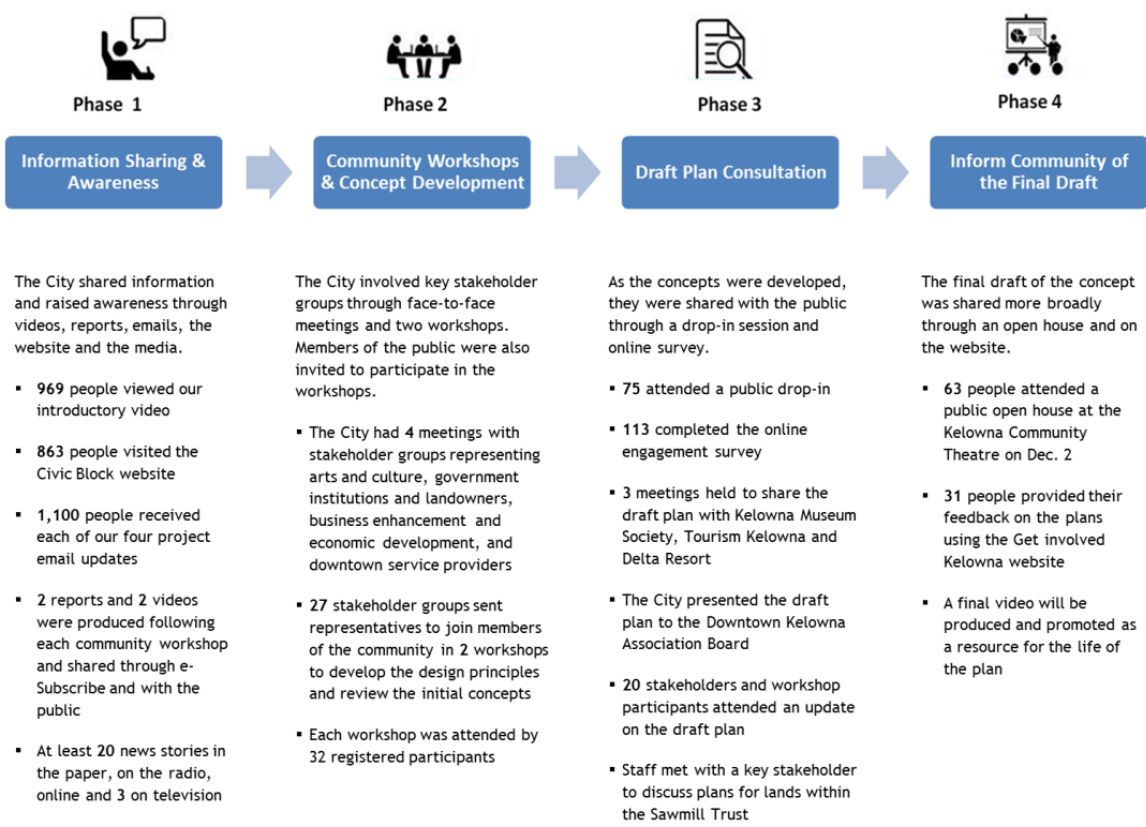 Phase 1
Information Sharing &
Awareness
The City shared information
and raised awareness through
videos, reports, emails, the
website and the media.
▪ 969 people viewed our
introductory video
▪ 863 people visited the
Civic Block website
▪ 1,100 people received
each of our four project
email updates
▪ 2 reports and 2 videos
were produced following
each community workshop
and shared through e-
Subscribe and with the
public
▪ At least 20 news stories in
the paper, on the radio,
online and 3 on television
Phase 2
Community Workshops
& Concept Development
The City involved key stakeholder
groups through face-to-face
meetings and two workshops.
Members of the public were also
invited to participate in the
workshops.
▪ The City had 4 meetings with
stakeholder groups representing
arts and culture, government
institutions and landowners,
business enhancement and
economic development, and
downtown service providers
▪ 27 stakeholder groups sent
representatives to join members
of the community in 2 workshops
to develop the design principles
and review the initial concepts
▪ Each workshop was attended by
32 registered participants
Phase 3
Draft Plan Consultation
As the concepts were developed,
they were shared with the public
through a drop-in session and
online survey.
▪ 75 attended a public drop-in
▪ 113 completed the online
engagement survey
▪ 3 meetings held to share the
draft plan with Kelowna Museum
Society, Tourism Kelowna and
Delta Resort
▪ The City presented the draft
plan to the Downtown Kelowna
Association Board
▪ 20 stakeholders and workshop
participants attended an update
on the draft plan
▪ Staff met with a key stakeholder
to discuss plans for lands within
the Sawmill Trust
Phase 4
Inform Community of
the Final Draft
The final draft of the concept
was shared more broadly
through an open house and on
the website.
▪ 63 people attended a
public open house at the
Kelowna Community
Theatre on Dec. 2
▪ 31 people provided their
feedback on the plans
using the Get involved
Kelowna website
▪ A final video will be
produced and promoted as
a resource for the life of
the plan